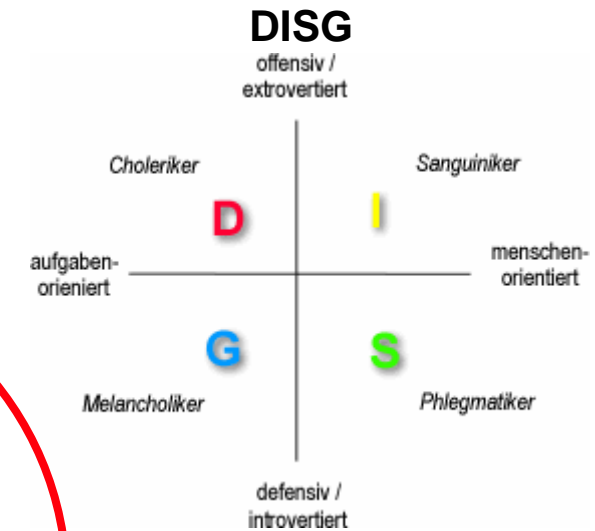 DISG
offensiv /
extrovertiert
Choleriker
Sanguiniker
D
I
aufgaben-
orieniert
menschen-
orientiert
G
S
Melancholiker
Phlegmatiker
defensiv /
introvertiert